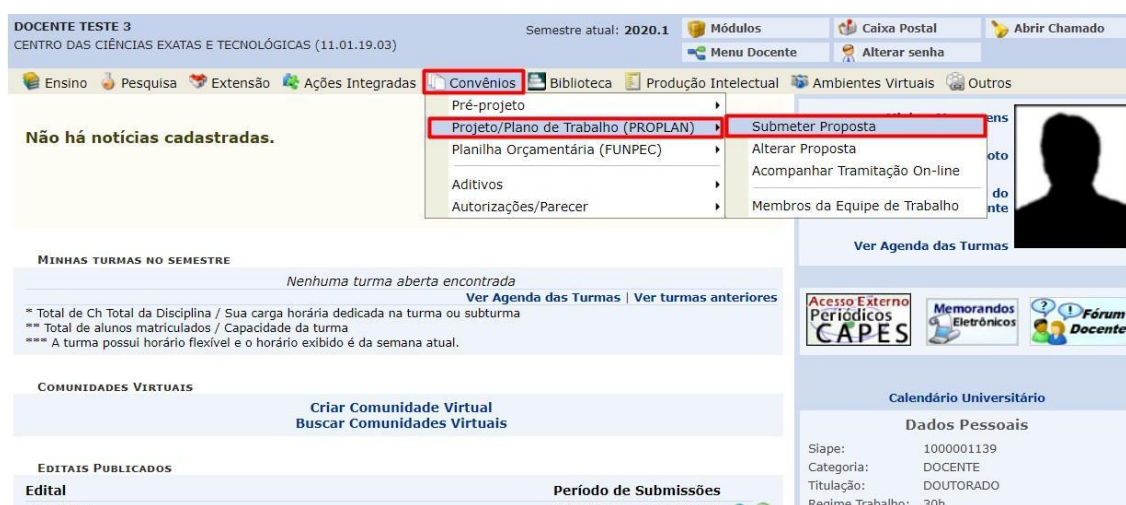 DOCENTE TESTE 3
Semestre atual: 2020.1
Módulos
Caixa Postal
Abrir Chamado
CENTRO DAS CIÊNCIAS EXATAS E TECNOLÓGICAS (11.01.19.03)
Menu Docente
Alterar senha
Ensino Pesquisa Extensão Ações Integradas Convênios Biblioteca Produção Intelectual Ambientes Virtuais Outros
Pré-projeto
Projeto/Plano de Trabalho (PROPLAN)
Planilha Orçamentária (FUNPEC)
Aditivos
Autorizações/Parecer
Submeter Proposta
Alterar Proposta
Acompanhar Tramitação On-line
Membros da Equipe de Trabalho
Não há notícias cadastradas.
ens
oto
do
nte
Ver Agenda das Turmas
MINHAS TURMAS NO SEMESTRE
Nenhuma turma aberta encontrada
Ver Agenda das Turmas | Ver turmas anteriores
* Total de Ch Total da Disciplina / Sua carga horária dedicada na turma ou subturma
** Total de alunos matriculados / Capacidade da turma
*** A turma possui horário flexível e o horário exibido é da semana atual.
Acesso Externo
Periódicos
CAPES
Memorandos
Eletrônicos
Fórum
Docente
COMUNIDADES VIRTUAIS
Criar Comunidade Virtual
Buscar Comunidades Virtuais
EDITAIS PUBLICADOS
Edital
Período de Submissões
Calendário Universitário
Dados Pessoais
Siape: 1000001139
Categoria: DOCENTE
Titulação: DOUTORADO
Regime Trabalho: 30h